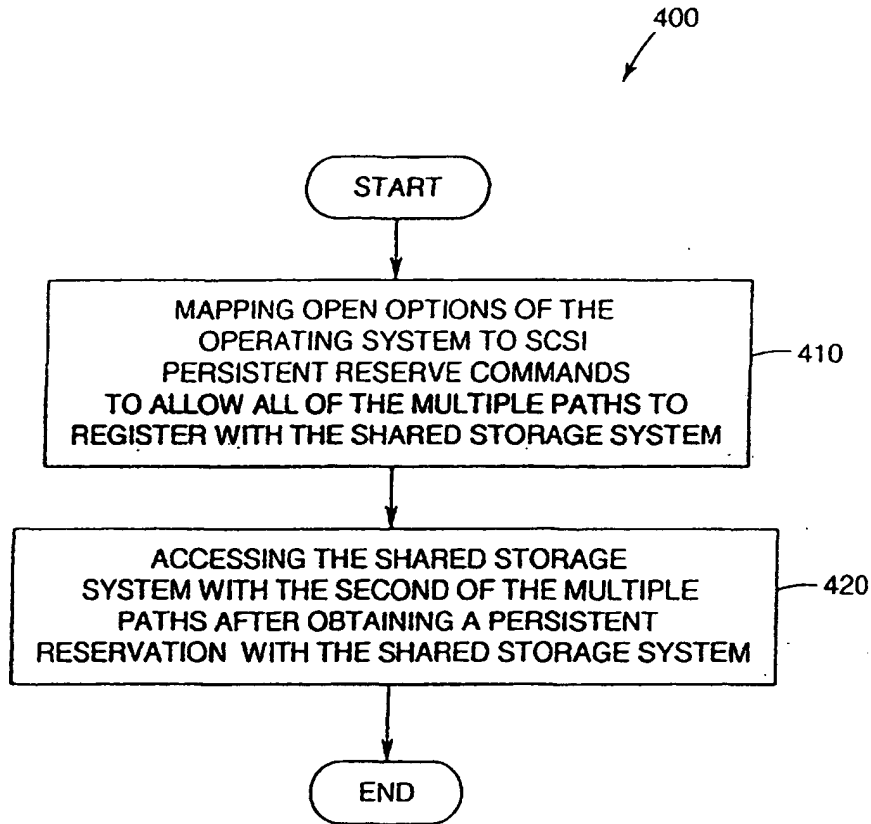 400
START
MAPPING OPEN OPTIONS OF THE
OPERATING SYSTEM TO SCSI
PERSISTENT RESERVE COMMANDS
TO ALLOW ALL OF THE MULTIPLE PATHS TO
REGISTER WITH THE SHARED STORAGE SYSTEM
410
ACCESSING THE SHARED STORAGE
SYSTEM WITH THE SECOND OF THE MULTIPLE
PATHS AFTER OBTAINING A PERSISTENT
RESERVATION WITH THE SHARED STORAGE SYSTEM
420
END